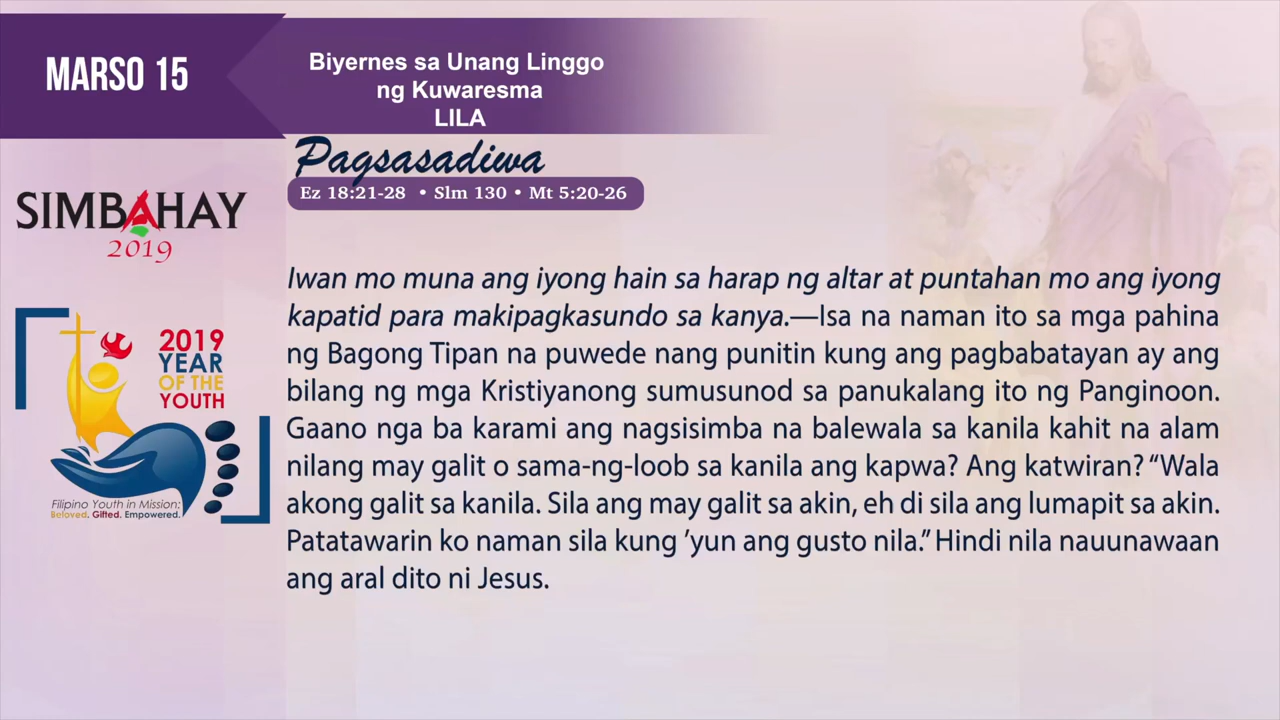 MARSO 15
Biyernes sa Unang Linggo
ng Kuwaresma
LILA
Pagsasadiwa
Ez 18:21-28 • Slm 130 • Mt 5:20-26
SIMBAHAY
2019
2019
YEAR
OF THE
YOUTH
Filipino Youth in Mission:
Beloved. Gifted. Empowered.
Iwan mo muna ang iyong hain sa harap ng altar at puntahan mo ang iyong
kapatid para makipagkasundo sa kanya.—Isa na naman ito sa mga pahina
ng Bagong Tipan na puwede nang punitin kung ang pagbabatayan ay ang
bilang ng mga Kristiyanong sumusunod sa panukalang ito ng Panginoon.
Gaano nga ba karami ang nagsisimba na balewala sa kanila kahit na alam
nilang may galit o sama-ng-loob sa kanila ang kapwa? Ang katwiran? “Wala
akong galit sa kanila. Sila ang may galit sa akin, eh di sila ang lumapit sa akin.
Patatawarin ko naman sila kung ’yun ang gusto nila.” Hindi nila nauunawaan
ang aral dito ni Jesus.